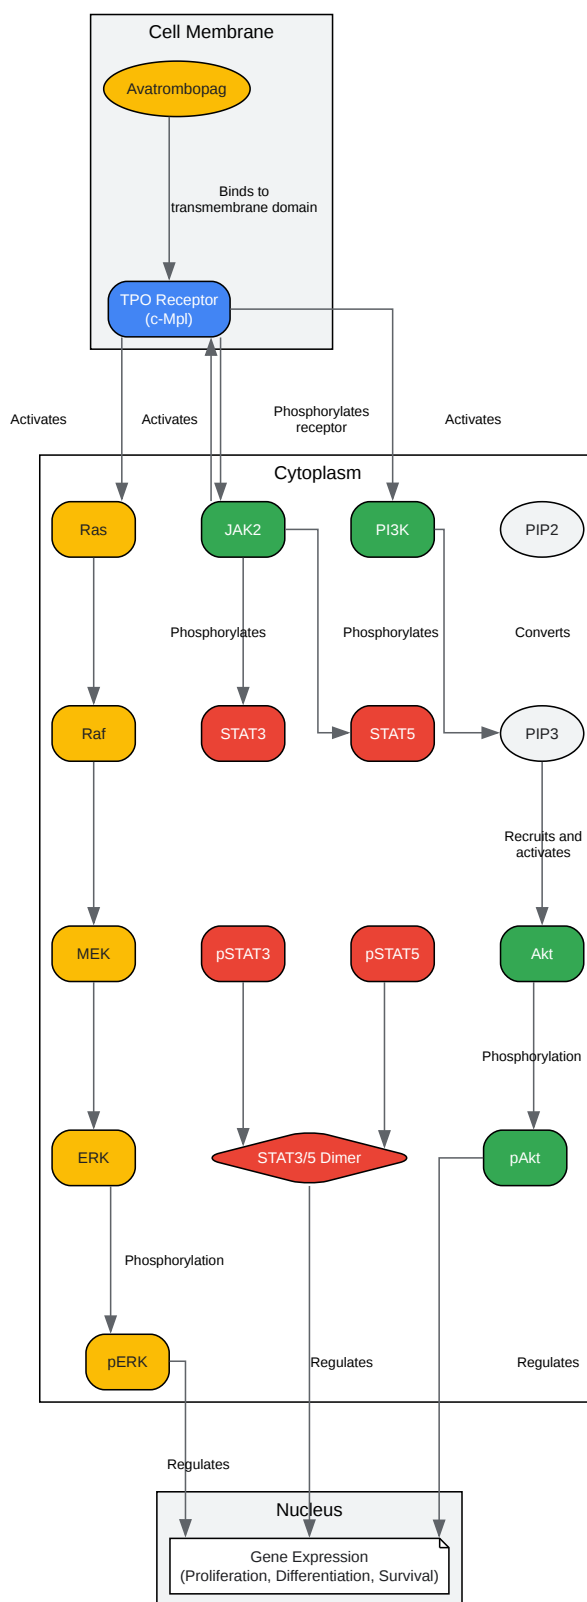 Cell Membrane
Avatrombopag
Binds to
transmembrane domain
TPO Receptor
(c-Mpl)
Activates
Activates
Phosphorylates
receptor
Activates
Cytoplasm
Ras
JAK2
PI3K
PIP2
Phosphorylates
Phosphorylates
Converts
Raf
STAT3
STAT5
PIP3
Recruits and
activates
MEK
pSTAT3
pSTAT5
Akt
Phosphorylation
ERK
STAT3/5 Dimer
pAkt
Phosphorylation
pERK
Regulates
Regulates
Regulates
Nucleus
Gene Expression
(Proliferation, Differentiation, Survival)